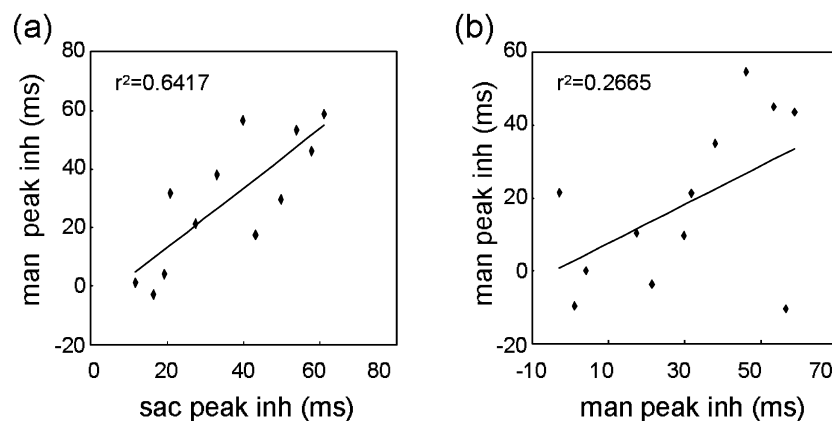 (a)
80
60
40
20
0
-20
man peak inh (ms)
r²=0.6417
0 20 40 60 80
sac peak inh (ms)
(b)
60
40
20
0
-20
man peak inh (ms)
r²=0.2665
-10 10 30 50 70
man peak inh (ms)